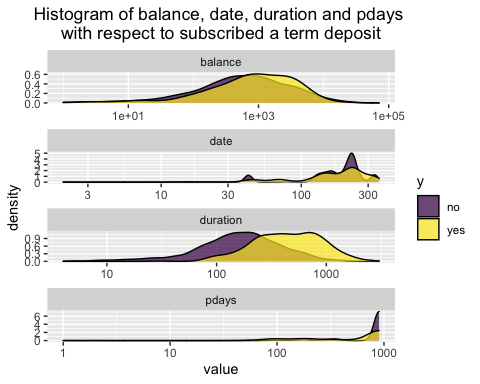 Histogram of balance, date, duration and pdays
with respect to subscribed a term deposit
balance
0.6
0.4
0.2
0.0
1e+01 1e+03 1e+05
date
5
4
3
2
1
0
3 10 30 100 300
duration
0.9
0.6
0.3
0.0
10 100 1000
pdays
6
4
2
0
1 10 100 1000
value
density
y
no
yes